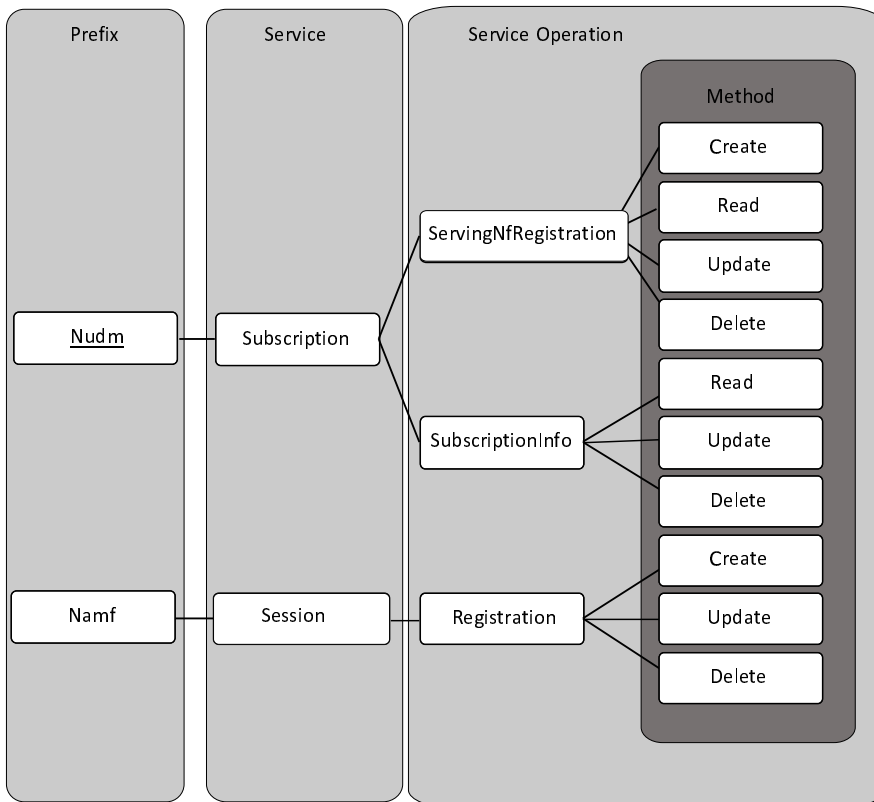 Prefix
Service
Service Operation
Method
Create
Read
ServingNfRegistration
Update
Delete
Nudm
Subscription
Read
SubscriptionInfo
Update
Delete
Create
Namf
Session
Registration
Update
Delete